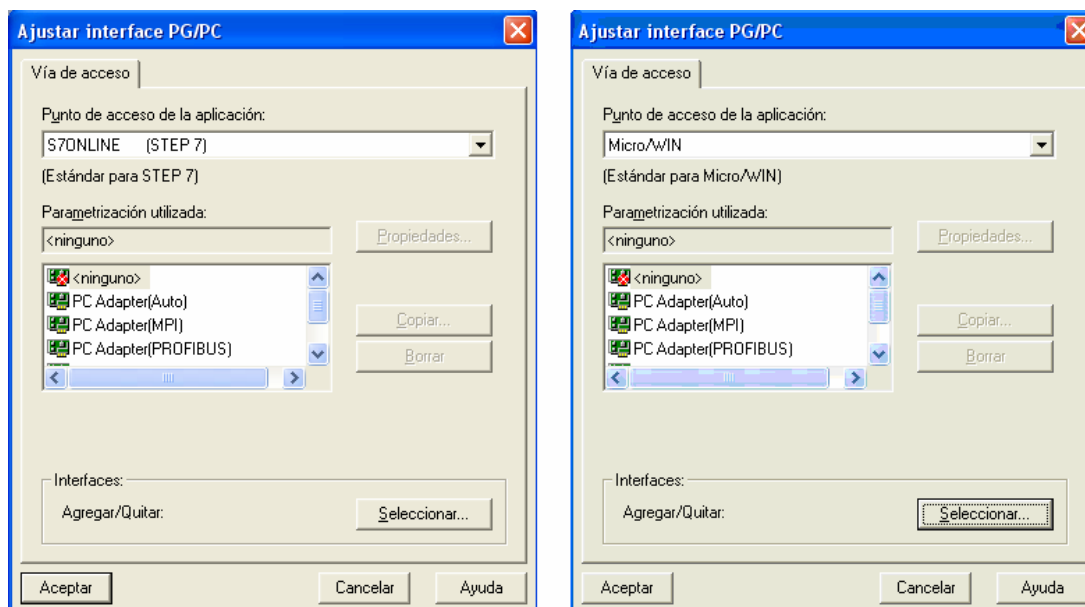 Ajustar interface PG/PC
Vía de acceso
Punto de acceso de la aplicación:
S7ONLINE (STEP 7)
(Estándar para STEP 7)
Parametrización utilizada:
<ninguno>
Propiedades...
<ninguno>
PC Adapter(Auto)
PC Adapter(MPI)
PC Adapter(PROFIBUS)
Copiar...
Borrar
Interfaces:
Agregar/Quitar:
Seleccionar...
Aceptar
Cancelar
Ayuda
Ajustar interface PG/PC
Vía de acceso
Punto de acceso de la aplicación:
Micro/WIN
(Estándar para Micro/WIN)
Parametrización utilizada:
<ninguno>
Propiedades...
<ninguno>
PC Adapter(Auto)
PC Adapter(MPI)
PC Adapter(PROFIBUS)
Copiar...
Borrar
Interfaces:
Agregar/Quitar:
Seleccionar...
Aceptar
Cancelar
Ayuda